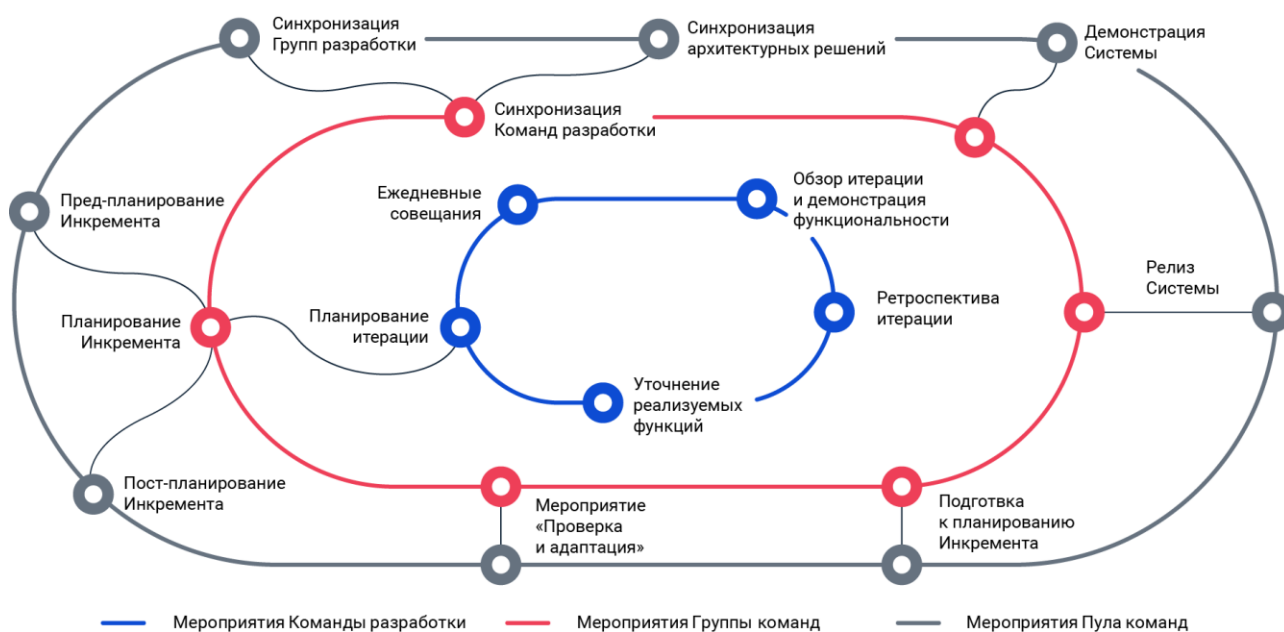 Синхронизация
Групп разработки
Синхронизация
архитектурных решений
Демонстрация
Системы
Синхронизация
Команд разработки
Ежедневные
совещания
Обзор итерации
и демонстрация
функциональности
Пред-планирование
Инкремента
Релиз
Системы
Планирование
Инкремента
Планирование
итерации
Ретроспектива
итерации
Уточнение
реализуемых
функций
Пост-планирование
Инкремента
Мероприятие
«Проверка
и адаптация»
Подготвка
к планированию
Инкремента
Мероприятия Команды разработки
Мероприятия Группы команд
Мероприятия Пула команд